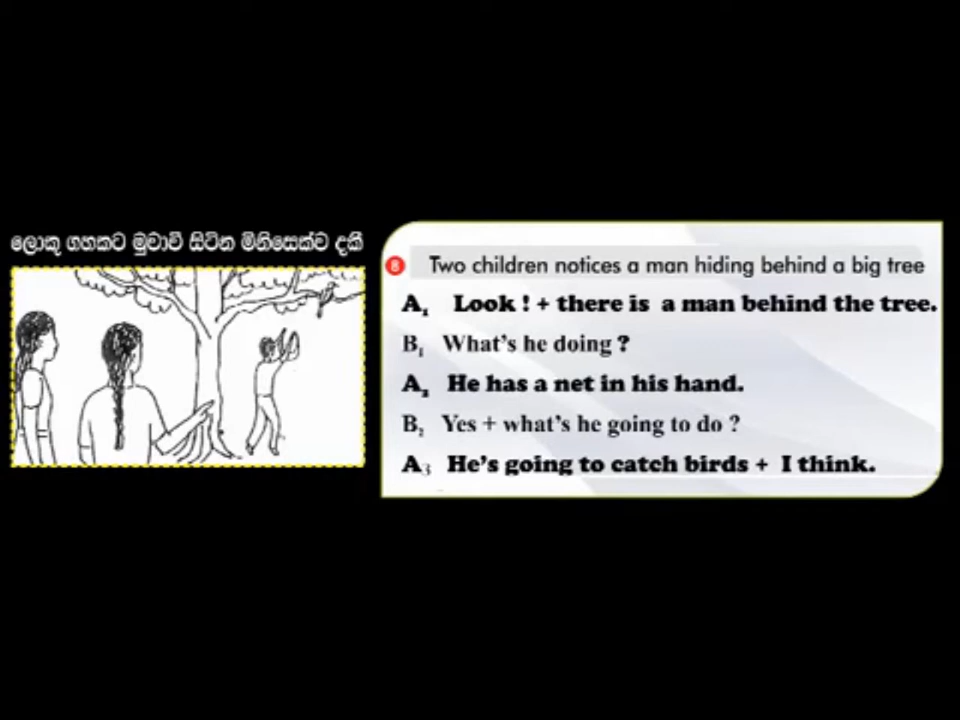 ලොකු ගහකට මුවාවී සිටින මිනිසෙක්ව දකී
8 Two children notices a man hiding behind a big tree
A₁ Look ! + there is a man behind the tree.
B₁ What's he doing ?
A₂ He has a net in his hand.
B₂ Yes + what's he going to do ?
A₃ He's going to catch birds + I think.